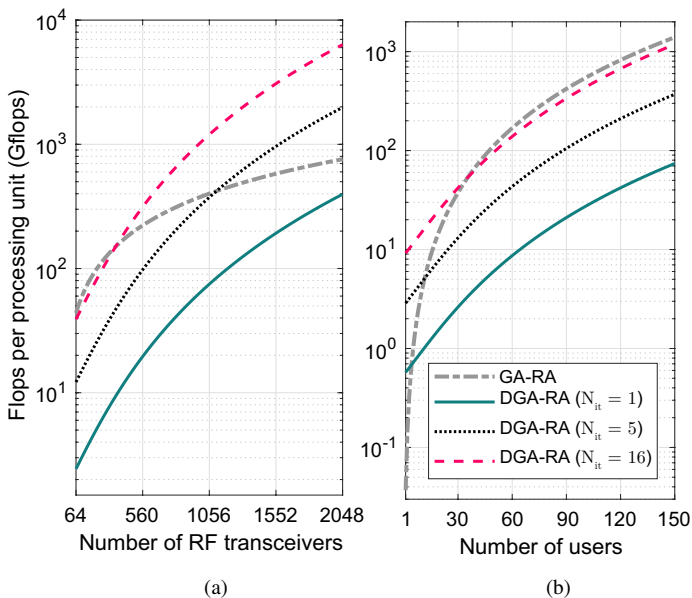 Flops per processing unit (Gflops)
10^4
10^3
10^2
10^1
64 560 1056 1552 2048
Number of RF transceivers
(a)
10^3
10^2
10^1
10^0
10^-1
GA-RA
DGA-RA (N_it = 1)
DGA-RA (N_it = 5)
DGA-RA (N_it = 16)
1 30 60 90 120 150
Number of users
(b)